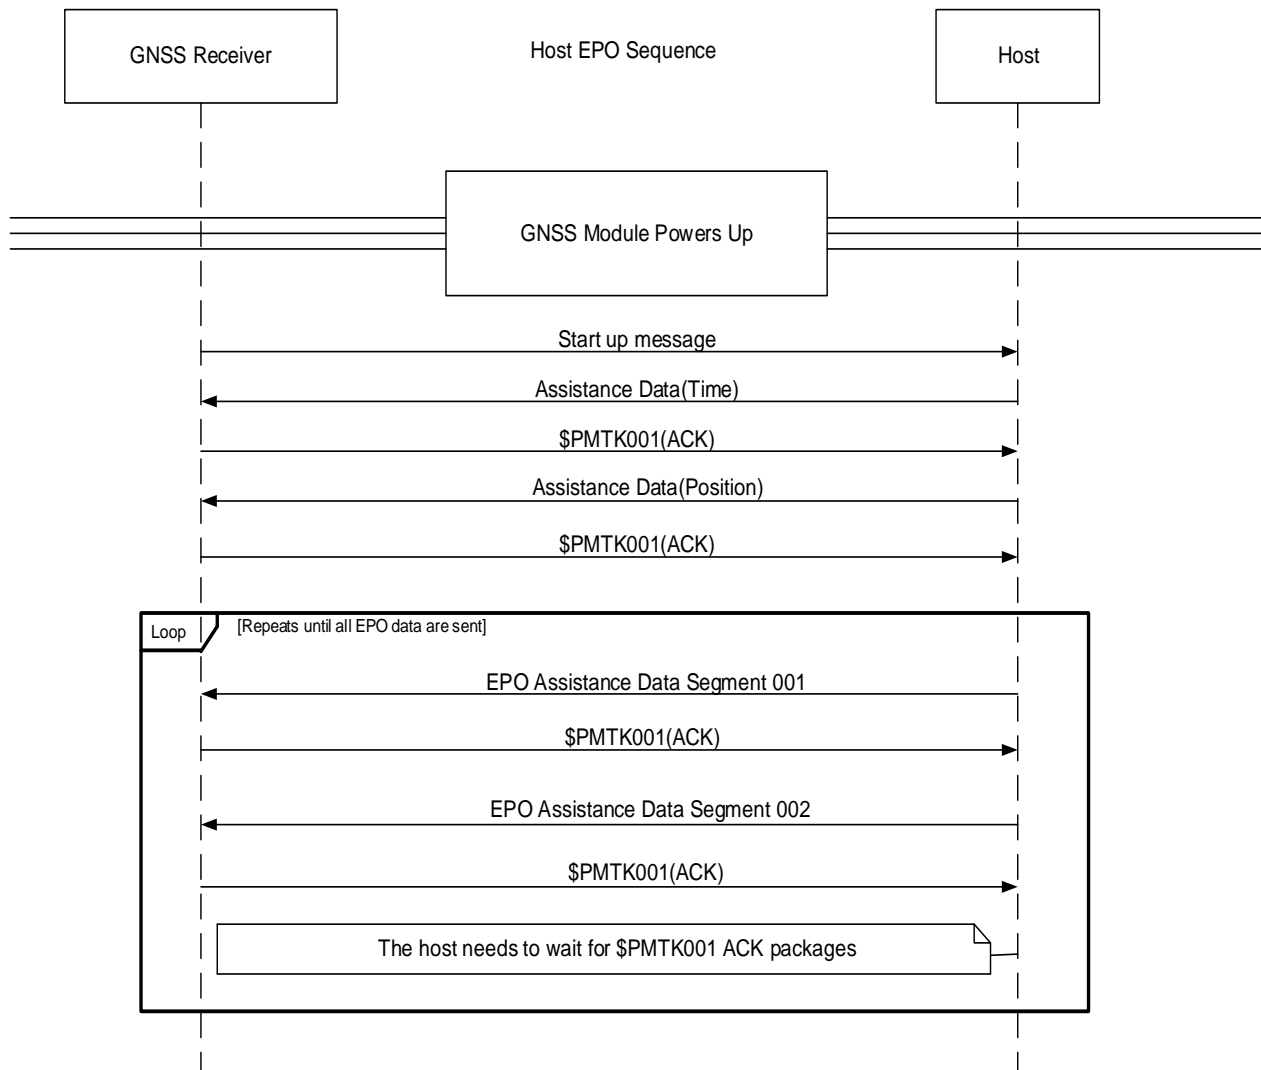 GNSS Receiver
Host EPO Sequence
Host
GNSS Module Powers Up
Start up message
Assistance Data(Time)
$PMTK001(ACK)
Assistance Data(Position)
$PMTK001(ACK)
Loop
[Repeats until all EPO data are sent]
EPO Assistance Data Segment 001
$PMTK001(ACK)
EPO Assistance Data Segment 002
$PMTK001(ACK)
The host needs to wait for $PMTK001 ACK packages